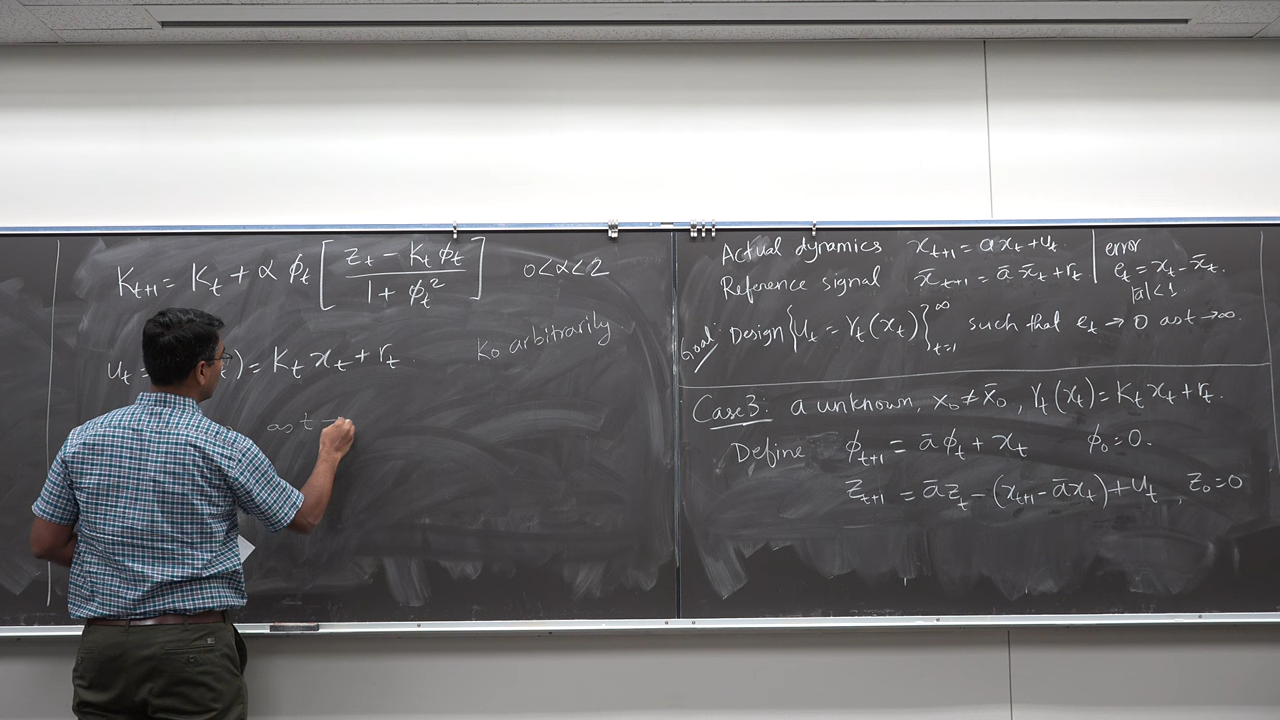 K_{t+1} = K_t + α ϕ_t [ (z_t - K_t ϕ_t) / (1 + ϕ_t^2) ] 0<α<2
K_0 arbitrarily.
u_t = t) = K_t x_t + r_t.
as t →
Actual dynamics x_{t+1} = a x_t + u_t. | error
Reference signal x̄_{t+1} = ā x̄_t + r_t | e_t = x_t - x̄_t.
|ā| < 1.
Goal: Design {u_t = γ_t(x_t)}_{t=1}^∞ such that e_t → 0 as t → ∞.
Case 3: a unknown, x_0 ≠ x̄_0, γ_t(x_t) = K_t x_t + r_t.
Define ϕ_{t+1} = ā ϕ_t + x_t ϕ_0 = 0.
z_{t+1} = ā z_t - (x_{t+1} - ā x_t) + u_t, z_0 = 0